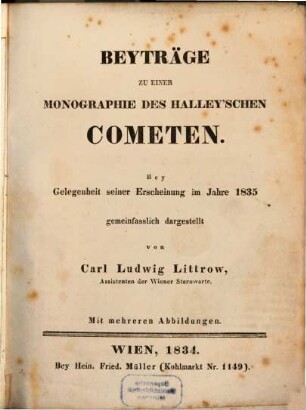 BEYTRÄGE
ZU EINER
MONOGRAPHIE DES HALLEY'SCHEN
COMETEN.
Bey
Gelegenheit seiner Erscheinung im Jahre 1835
gemeinfasslich dargestellt
von
Carl Ludwig Littrow,
Assistenten der Wiener Sternwarte.
Mit mehreren Abbildungen.
WIEN, 1834.
Bey Hein. Fried. Müller (Kohlmarkt Nr. 1149).